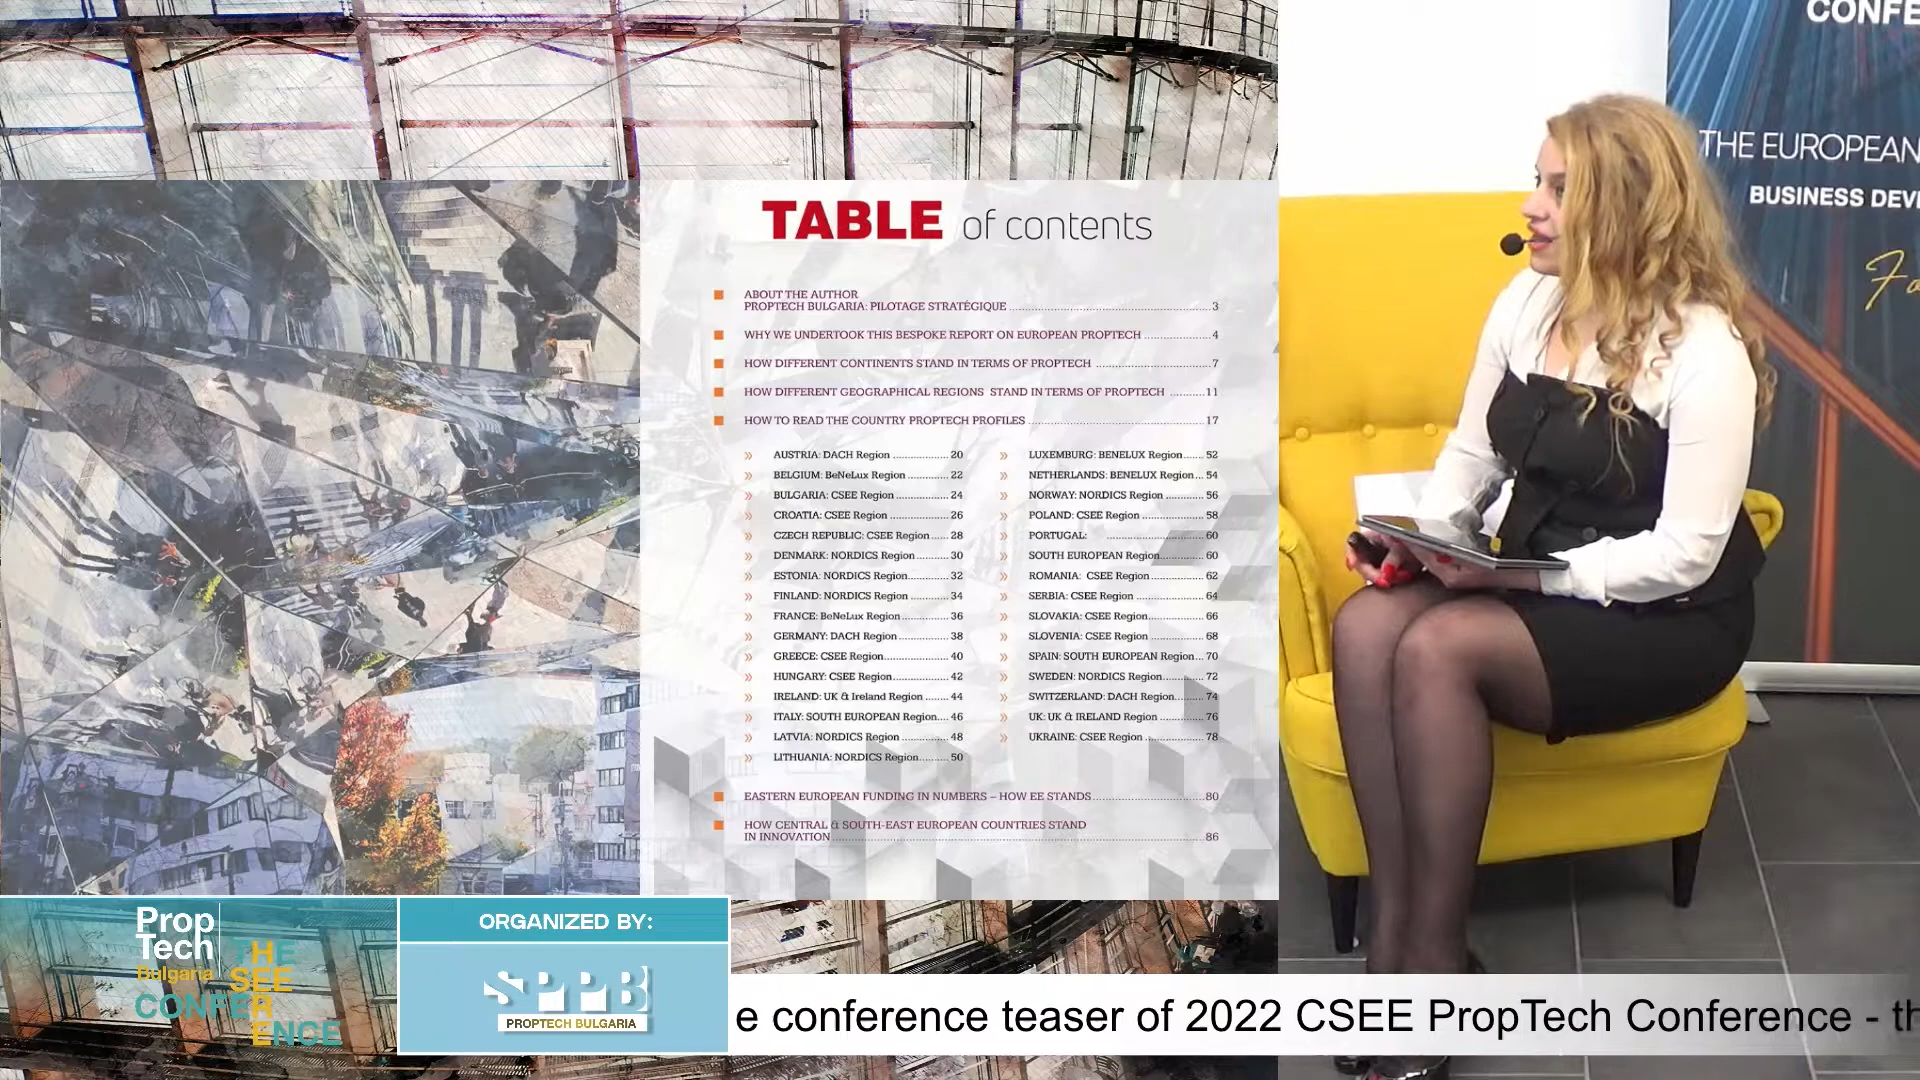 TABLE of contents
ABOUT THE AUTHOR
PROPTECH BULGARIA: PILOTAGE STRATÉGIQUE 3
WHY WE UNDERTOOK THIS BESPOKE REPORT ON EUROPEAN PROPTECH 4
HOW DIFFERENT CONTINENTS STAND IN TERMS OF PROPTECH 7
HOW DIFFERENT GEOGRAPHICAL REGIONS STAND IN TERMS OF PROPTECH 11
HOW TO READ THE COUNTRY PROPTECH PROFILES 17
» AUSTRIA: DACH Region 20
» BELGIUM: BeNeLux Region 22
» BULGARIA: CSEE Region 24
» CROATIA: CSEE Region 26
» CZECH REPUBLIC: CSEE Region 28
» DENMARK: NORDICS Region 30
» ESTONIA: NORDICS Region 32
» FINLAND: NORDICS Region 34
» FRANCE: BeNeLux Region 36
» GERMANY: DACH Region 38
» GREECE: CSEE Region 40
» HUNGARY: CSEE Region 42
» IRELAND: UK & Ireland Region 44
» ITALY: SOUTH EUROPEAN Region 46
» LATVIA: NORDICS Region 48
» LITHUANIA: NORDICS Region 50
» LUXEMBURG: BENELUX Region 52
» NETHERLANDS: BENELUX Region 54
» NORWAY: NORDICS Region 56
» POLAND: CSEE Region 58
» PORTUGAL: 60
» SOUTH EUROPEAN Region 60
» ROMANIA: CSEE Region 62
» SERBIA: CSEE Region 64
» SLOVAKIA: CSEE Region 66
» SLOVENIA: CSEE Region 68
» SPAIN: SOUTH EUROPEAN Region 70
» SWEDEN: NORDICS Region 72
» SWITZERLAND: DACH Region 74
» UK: UK & IRELAND Region 76
» UKRAINE: CSEE Region 78
EASTERN EUROPEAN FUNDING IN NUMBERS – HOW EE STANDS 80
HOW CENTRAL & SOUTH-EAST EUROPEAN COUNTRIES STAND
IN INNOVATION 86
CONFE
THE EUROPEAN
BUSINESS DEVE
Fo
Prop
Tech
Bulgaria
THE
SEE
CONFERENCE
ORGANIZED BY:
SPPB
PROPTECH BULGARIA
e conference teaser of 2022 CSEE PropTech Conference - th